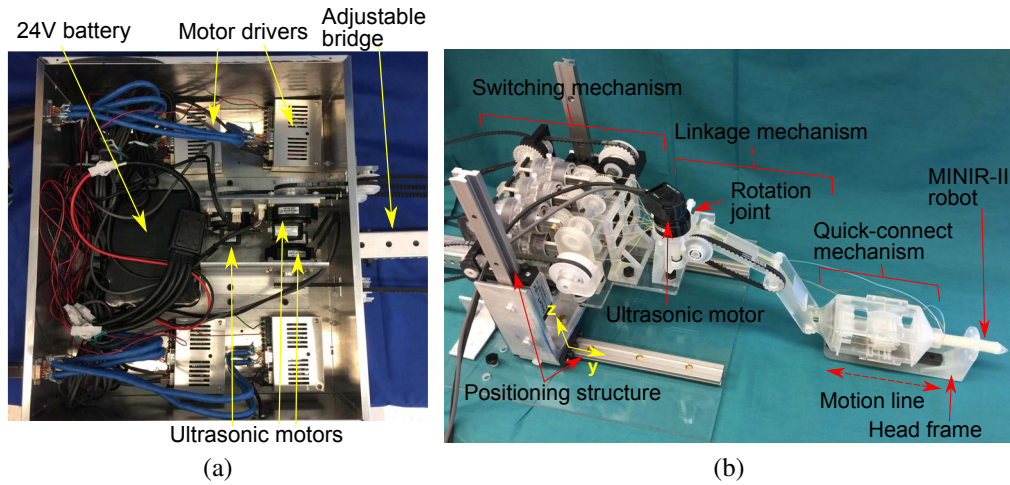 24V battery
Motor drivers
Adjustable
bridge
Ultrasonic motors
(a)
Switching mechanism
Linkage mechanism
Rotation
joint
MINIR-II
robot
Quick-connect
mechanism
Ultrasonic motor
z
y
Positioning structure
Motion line
Head frame
(b)